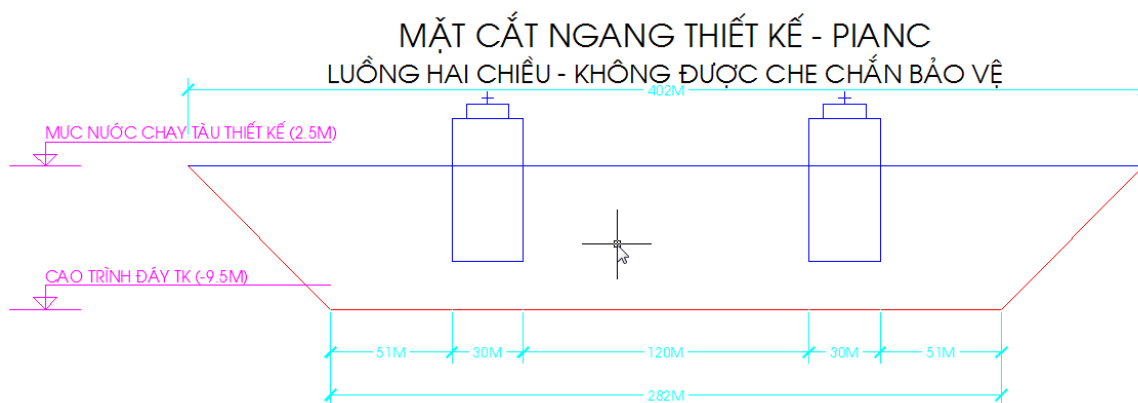 MẶT CẮT NGANG THIẾT KẾ - PIANC
LUỒNG HAI CHIỀU - KHÔNG ĐƯỢC CHE CHẮN BẢO VỆ
402M
MƯC NƯỚC CHẠY TÀU THIẾT KẾ (2.5M)
CAO TRÌNH ĐÁY TK (-9.5M)
51M 30M 120M 30M 51M
282M